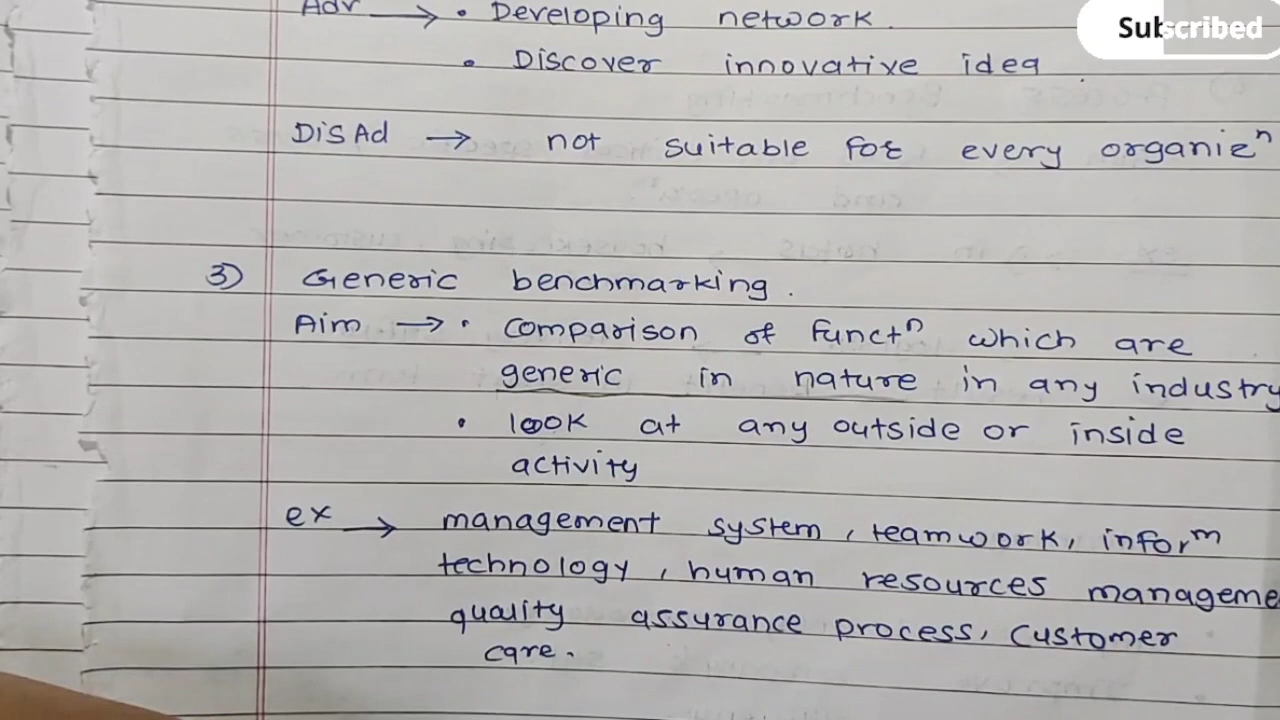 Adv → • Developing network.
Subscribed
• Discover innovative idea.
DisAd → not suitable for every organizⁿ
3) Generic benchmarking.
Aim → • comparison of functⁿ which are
generic in nature in any industry
• look at any outside or inside
activity
ex → management system, teamwork, informᵐ
technology, human resources manageme
quality assurance process, customer
care.